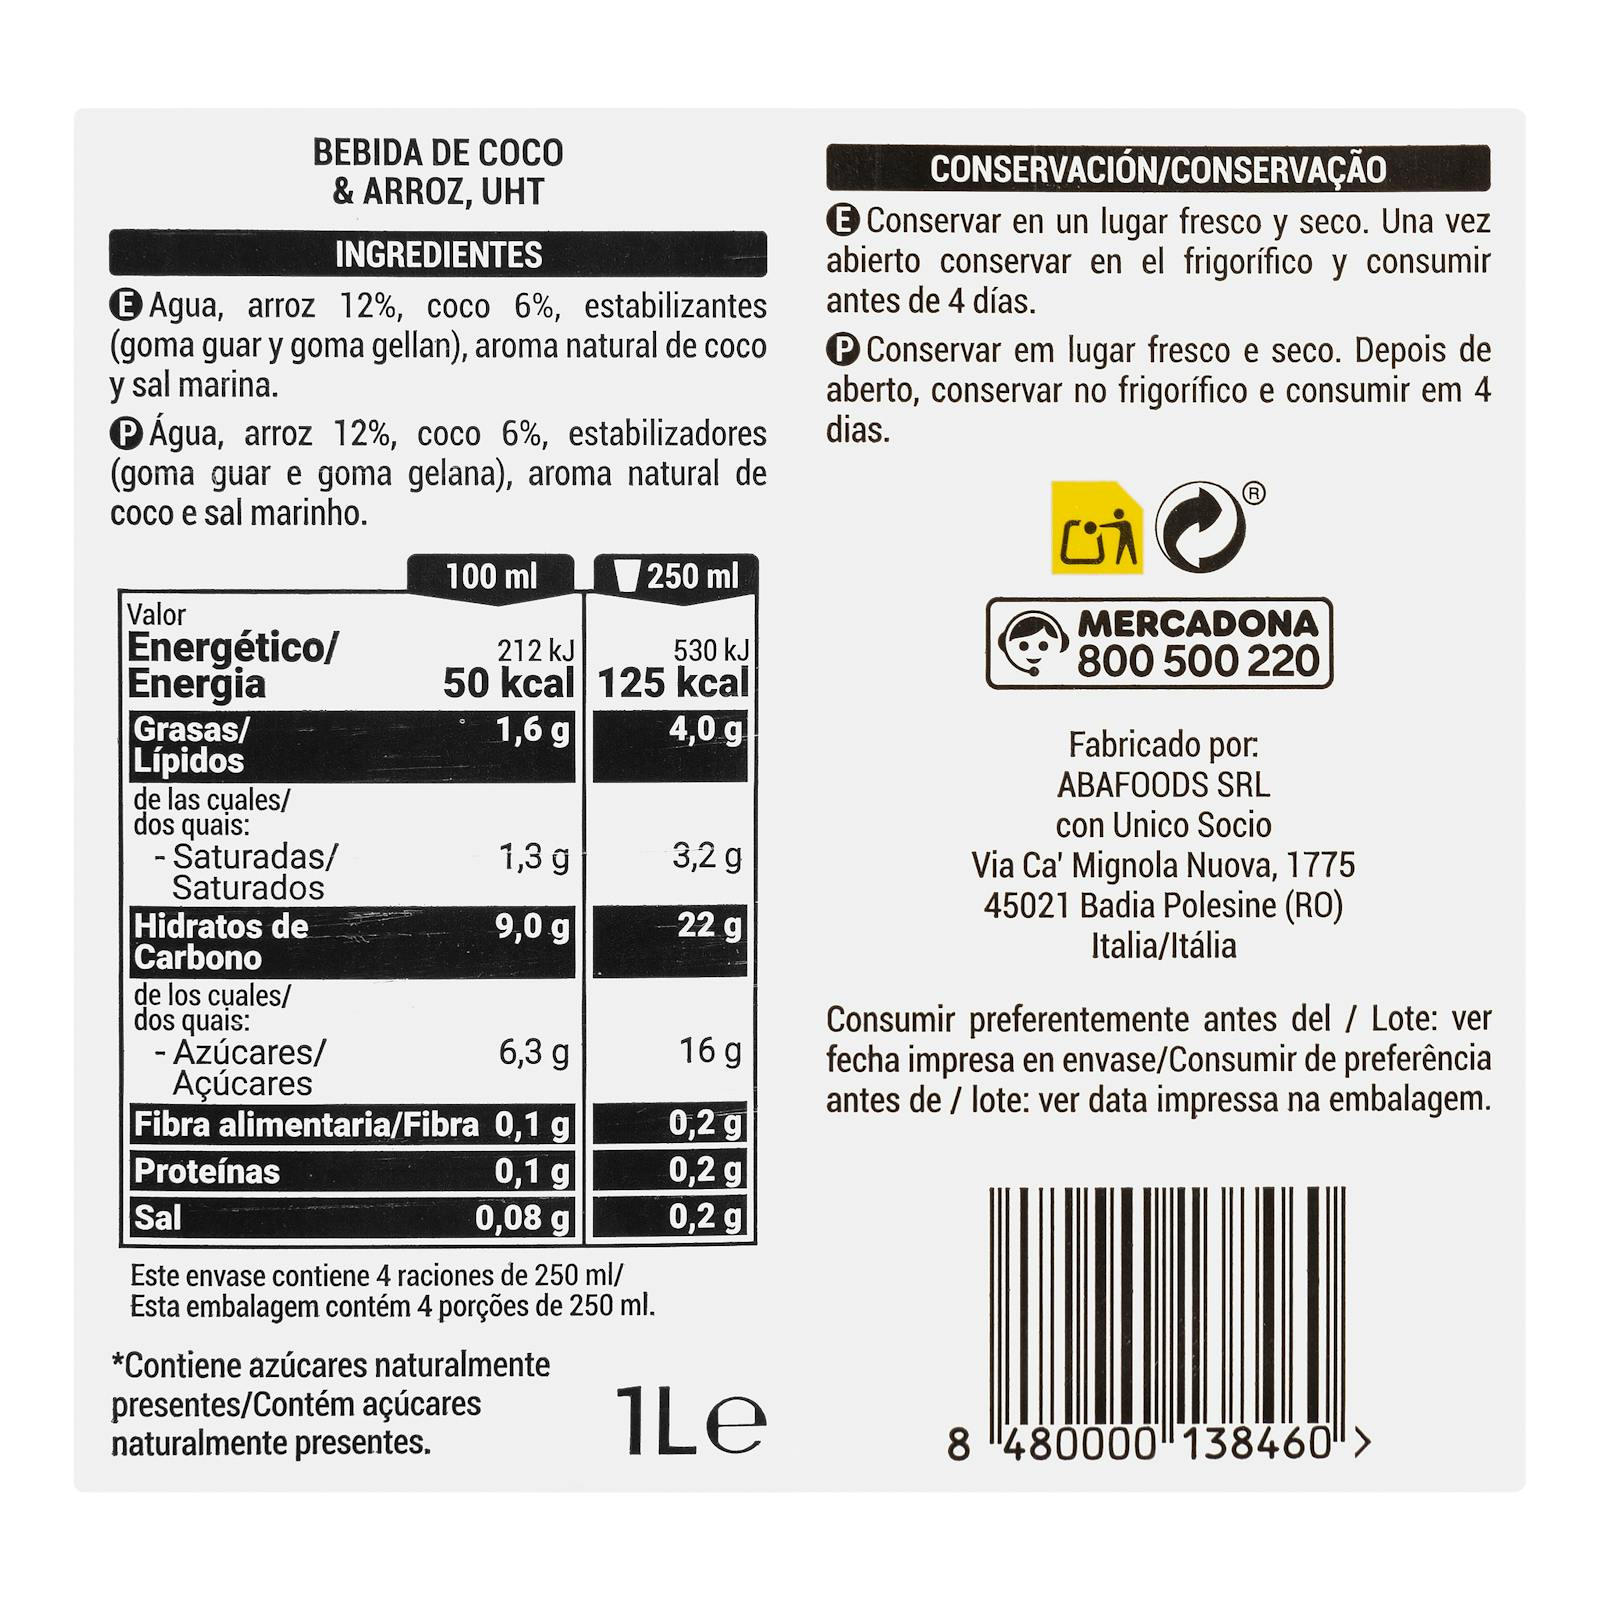 BEBIDA DE COCO
& ARROZ, UHT
INGREDIENTES
E Agua, arroz 12%, coco 6%, estabilizantes
(goma guar y goma gellan), aroma natural de coco
y sal marina.
P Água, arroz 12%, coco 6%, estabilizadores
(goma guar e goma gelana), aroma natural de
coco e sal marinho.
100 ml 250 ml
Valor
Energético/ 212 kJ 530 kJ
Energia 50 kcal 125 kcal
Grasas/ 1,6 g 4,0 g
Lípidos
de las cuales/
dos quais:
- Saturadas/ 1,3 g 3,2 g
Saturados
Hidratos de 9,0 g 22 g
Carbono
de los cuales/
dos quais:
- Azúcares/ 6,3 g 16 g
Açúcares
Fibra alimentaria/Fibra 0,1 g 0,2 g
Proteínas 0,1 g 0,2 g
Sal 0,08 g 0,2 g
Este envase contiene 4 raciones de 250 ml/
Esta embalagem contém 4 porções de 250 ml.
*Contiene azúcares naturalmente
presentes/Contém açúcares
naturalmente presentes.
1L e
CONSERVACIÓN/CONSERVAÇÃO
E Conservar en un lugar fresco y seco. Una vez
abierto conservar en el frigorífico y consumir
antes de 4 días.
P Conservar em lugar fresco e seco. Depois de
aberto, conservar no frigorífico e consumir em 4
dias.
®
MERCADONA
800 500 220
Fabricado por:
ABAFOODS SRL
con Unico Socio
Via Ca' Mignola Nuova, 1775
45021 Badia Polesine (RO)
Italia/Itália
Consumir preferentemente antes del / Lote: ver
fecha impresa en envase/Consumir de preferência
antes de / lote: ver data impressa na embalagem.
8 480000 138460 >